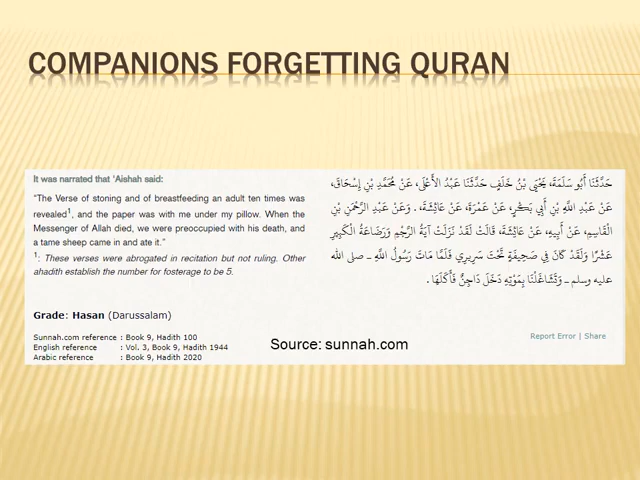 COMPANIONS FORGETTING QURAN
It was narrated that 'Aishah said:
“The Verse of stoning and of breastfeeding an adult ten times was
revealed1, and the paper was with me under my pillow. When the
Messenger of Allah died, we were preoccupied with his death, and
a tame sheep came in and ate it.”
1: These verses were abrogated in recitation but not ruling. Other
ahadith establish the number for fosterage to be 5.
حَدَّثَنَا أَبُو سَلَمَةَ، يَحْيَى بْنُ خَلَفٍ حَدَّثَنَا عَبْدُ الأَعْلَى، عَنْ مُحَمَّدِ بْنِ إِسْحَاقَ،
عَنْ عَبْدِ اللَّهِ بْنِ أَبِي بَكْرٍ، عَنْ عَمْرَةَ، عَنْ عَائِشَةَ، . وَعَنْ عَبْدِ الرَّحْمَنِ بْنِ
الْقَاسِمِ، عَنْ أَبِيهِ، عَنْ عَائِشَةَ، قَالَتْ لَقَدْ نَزَلَتْ آيَةُ الرَّجْمِ وَرَضَاعَةُ الْكَبِيرِ
عَشْرًا وَلَقَدْ كَانَ فِي صَحِيفَةٍ تَحْتَ سَرِيرِي فَلَمَّا مَاتَ رَسُولُ اللَّهِ ـ صلى الله
عليه وسلم ـ وَتَشَاغَلْنَا بِمَوْتِهِ دَخَلَ دَاجِنٌ فَأَكَلَهَا .
Grade: Hasan (Darussalam)
Sunnah.com reference : Book 9, Hadith 100
English reference : Vol. 3, Book 9, Hadith 1944
Arabic reference : Book 9, Hadith 2020
Source: sunnah.com
Report Error | Share